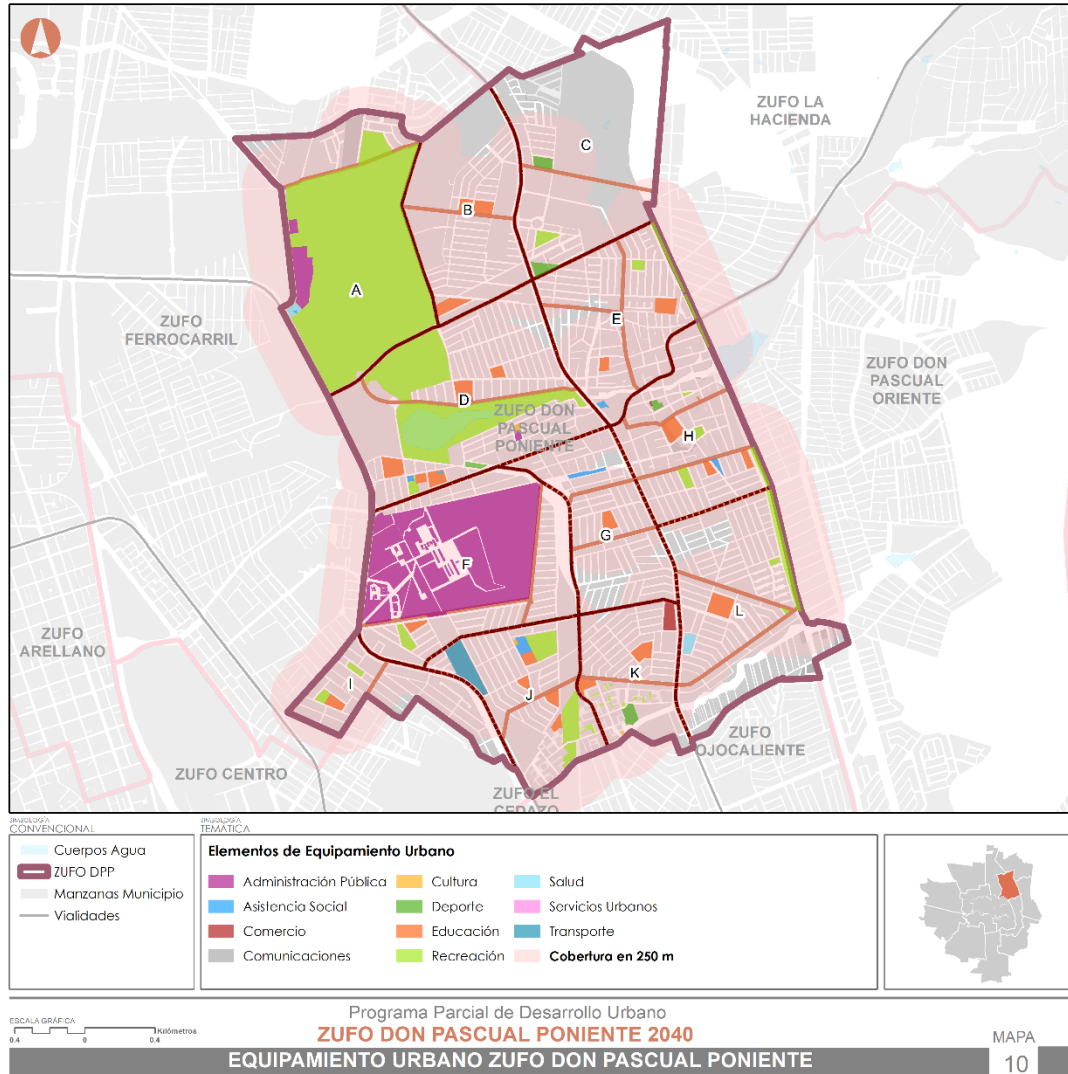 ZUFO LA
HACIENDA
C
B
A
ZUFO
FERROCARRIL
E
ZUFO DON
PASCUAL
ORIENTE
D
ZUFO DON
PASCUAL
PONIENTE
H
G
F
L
ZUFO
ARELLANO
K
I
J
ZUFO
OJOCALIENTE
ZUFO CENTRO
ZUFO EL
CEDAZO
SIMBOLOGÍA
CONVENCIONAL
Cuerpos Agua
ZUFO DPP
Manzanas Municipio
Vialidades
SIMBOLOGÍA
TEMÁTICA
Elementos de Equipamiento Urbano
Administración Pública
Asistencia Social
Comercio
Comunicaciones
Cultura
Deporte
Educación
Recreación
Salud
Servicios Urbanos
Transporte
Cobertura en 250 m
ESCALA GRÁFICA
Kilómetros
0.4 0 0.4
Programa Parcial de Desarrollo Urbano
ZUFO DON PASCUAL PONIENTE 2040
EQUIPAMIENTO URBANO ZUFO DON PASCUAL PONIENTE
MAPA
10